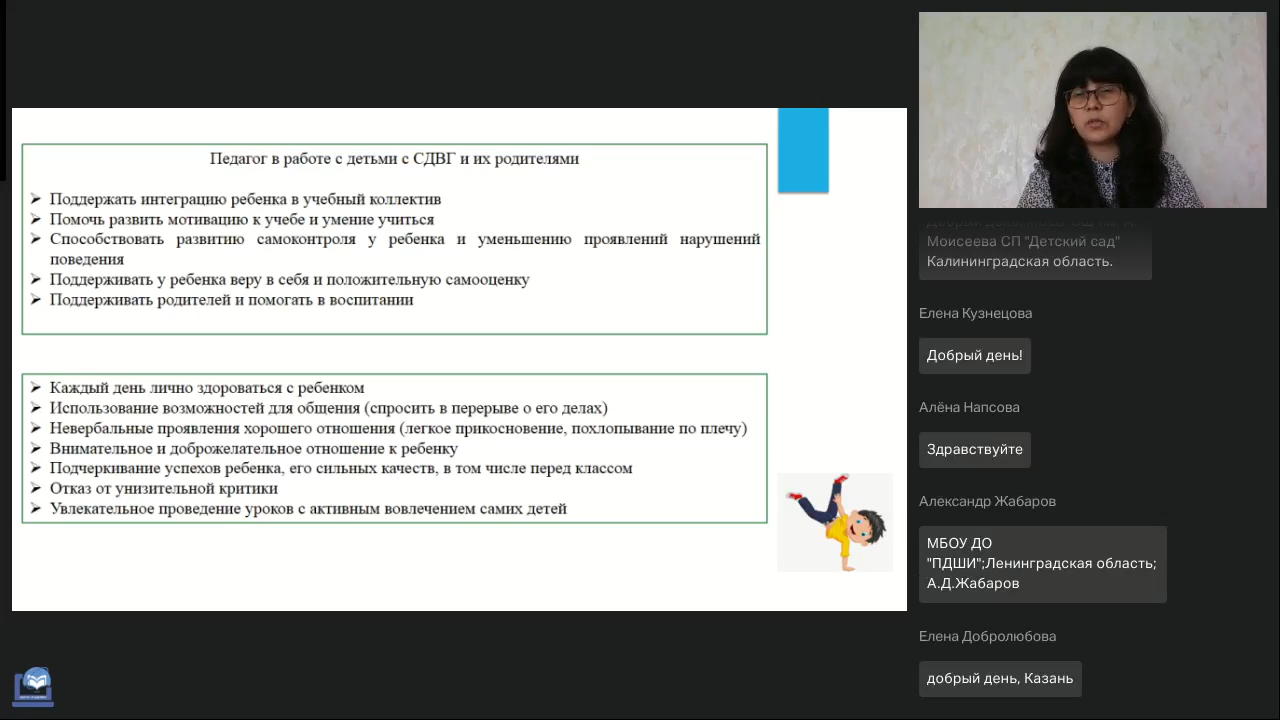 Педагог в работе с детьми с СДВГ и их родителями
Поддержать интеграцию ребенка в учебный коллектив
Помочь развить мотивацию к учебе и умение учиться
Способствовать развитию самоконтроля у ребенка и уменьшению проявлений нарушений
поведения
Поддерживать у ребенка веру в себя и положительную самооценку
Поддерживать родителей и помогать в воспитании
Каждый день лично здороваться с ребенком
Использование возможностей для общения (спросить в перерыве о его делах)
Невербальные проявления хорошего отношения (легкое прикосновение, похлопывание по плечу)
Внимательное и доброжелательное отношение к ребенку
Подчеркивание успехов ребенка, его сильных качеств, в том числе перед классом
Отказ от унизительной критики
Увлекательное проведение уроков с активным вовлечением самих детей
Моисеева СП "Детский сад"
Калининградская область.
Елена Кузнецова
Добрый день!
Алёна Напсова
Здравствуйте
Александр Жабаров
МБОУ ДО
"ПДШИ";Ленинградская область;
А.Д.Жабаров
Елена Добролюбова
добрый день, Казань